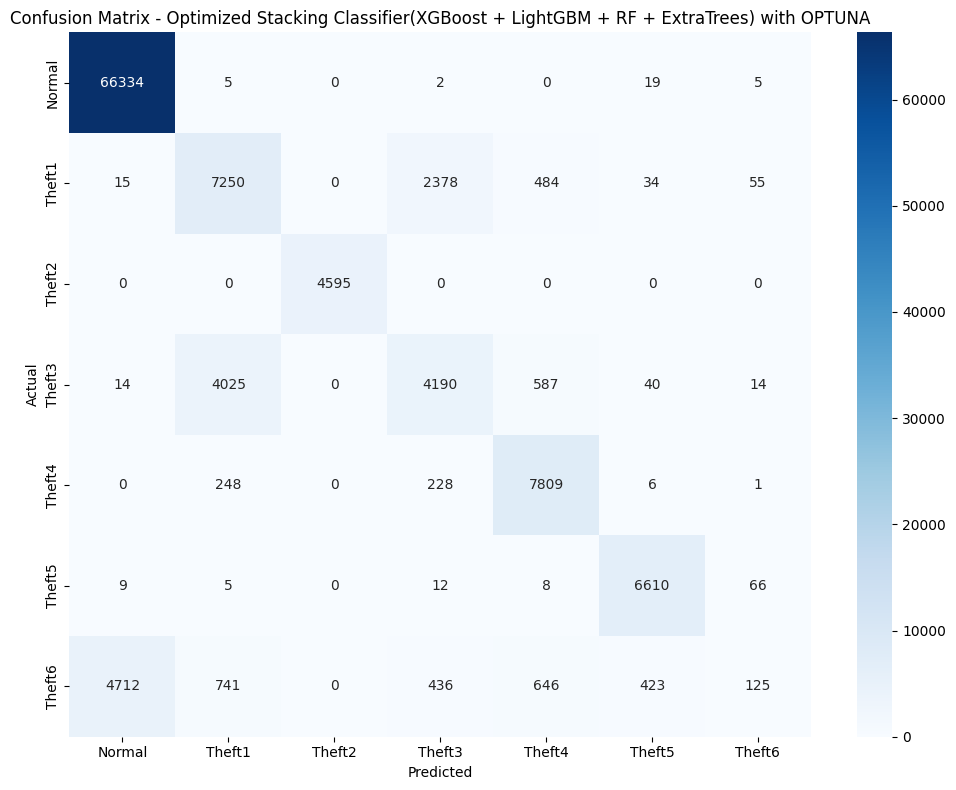 Confusion Matrix - Optimized Stacking Classifier(XGBoost + LightGBM + RF + ExtraTrees) with OPTUNA
Normal 66334 5 0 2 0 19 5
Theft1 15 7250 0 2378 484 34 55
Theft2 0 0 4595 0 0 0 0
Theft3 14 4025 0 4190 587 40 14
Theft4 0 248 0 228 7809 6 1
Theft5 9 5 0 12 8 6610 66
Theft6 4712 741 0 436 646 423 125
Normal Theft1 Theft2 Theft3 Theft4 Theft5 Theft6
Predicted
Actual
60000
50000
40000
30000
20000
10000
0